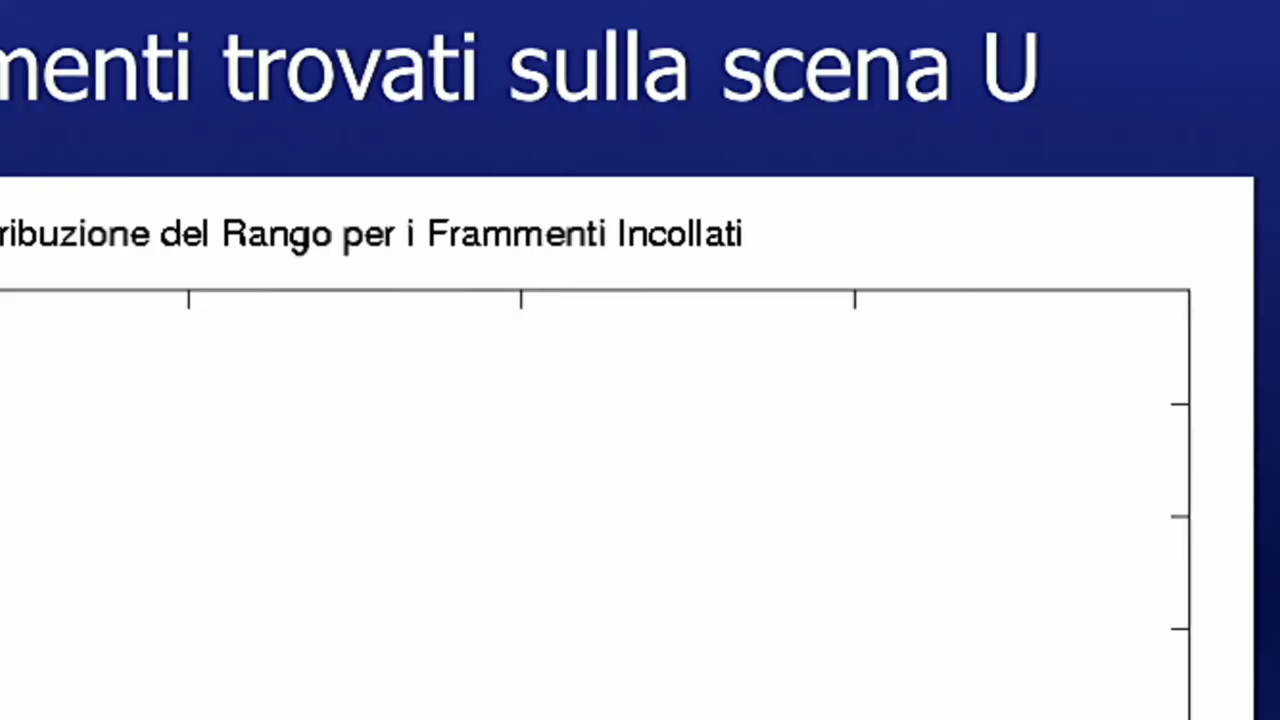 menti trovati sulla scena U
ribuzione del Rango per i Frammenti Incollati